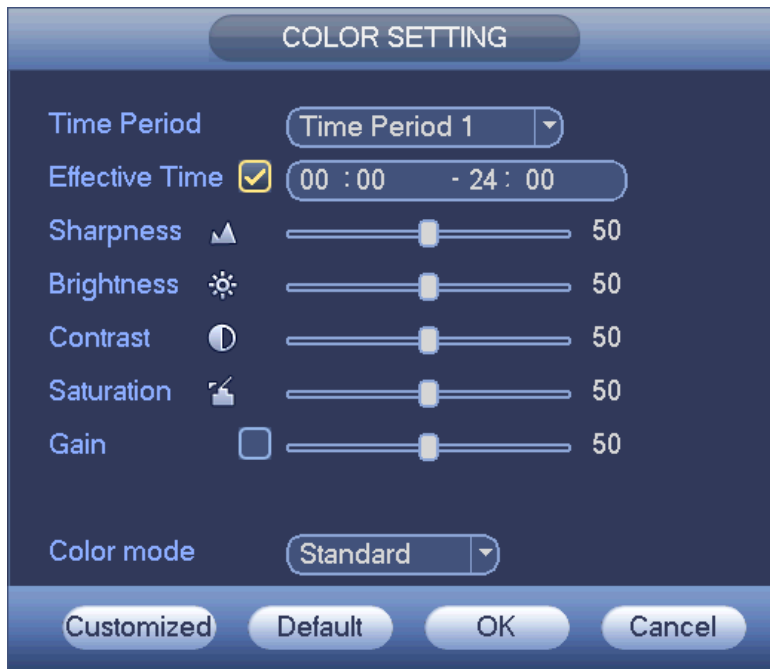 COLOR SETTING
Time Period Time Period 1
Effective Time 00 :00 - 24: 00
Sharpness 50
Brightness 50
Contrast 50
Saturation 50
Gain 50
Color mode Standard
Customized Default OK Cancel